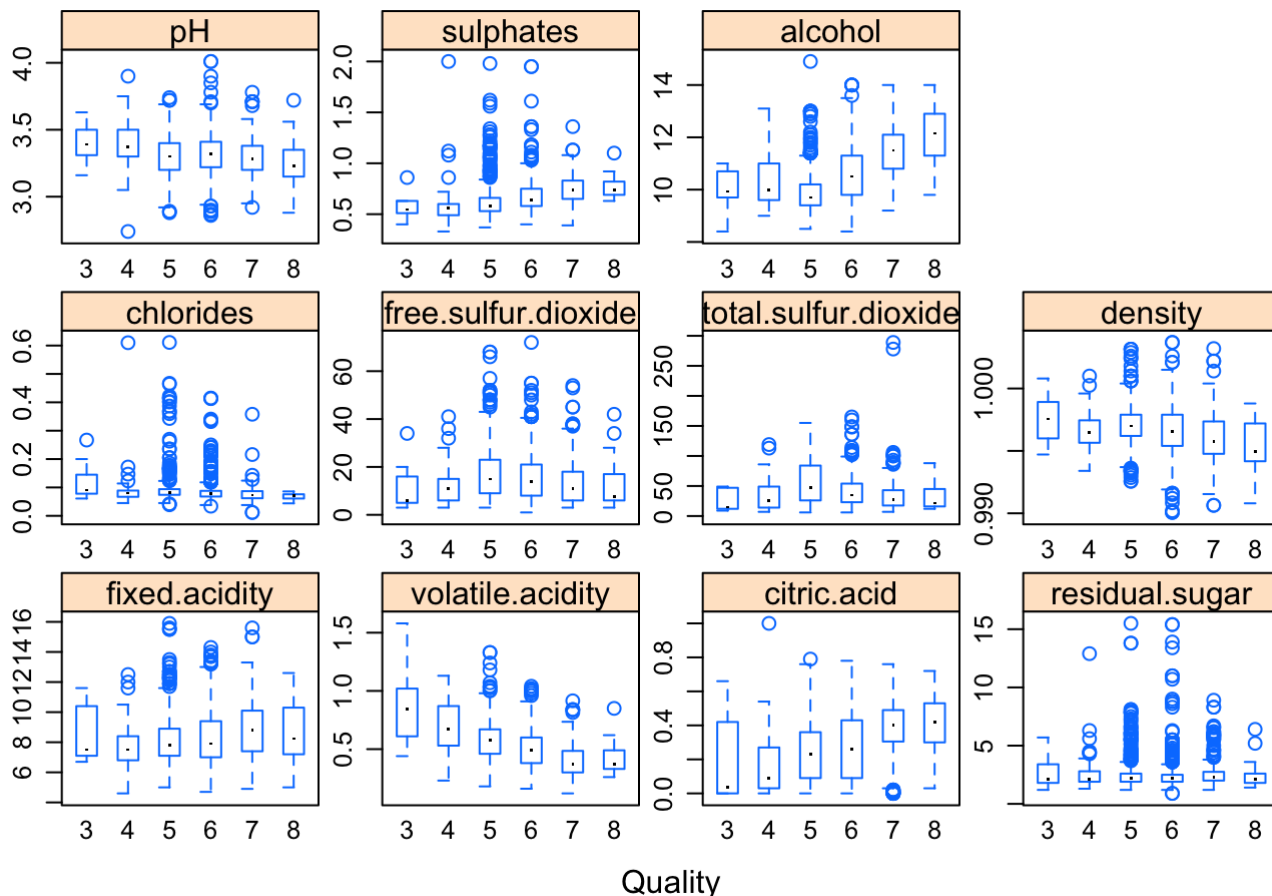 pH sulphates alcohol
4.0 3.5 3.0
2.0 1.5 1.0 0.5
14 12 10
3 4 5 6 7 8 3 4 5 6 7 8 3 4 5 6 7 8
chlorides free.sulfur.dioxide total.sulfur.dioxide density
0.6 0.4 0.2 0.0
60 40 20 0
250 150 50 0
1.000 0.990
3 4 5 6 7 8 3 4 5 6 7 8 3 4 5 6 7 8 3 4 5 6 7 8
fixed.acidity volatile.acidity citric.acid residual.sugar
16 14 12 10 8 6
1.5 1.0 0.5
0.8 0.4 0.0
15 10 5
3 4 5 6 7 8 3 4 5 6 7 8 3 4 5 6 7 8 3 4 5 6 7 8
Quality